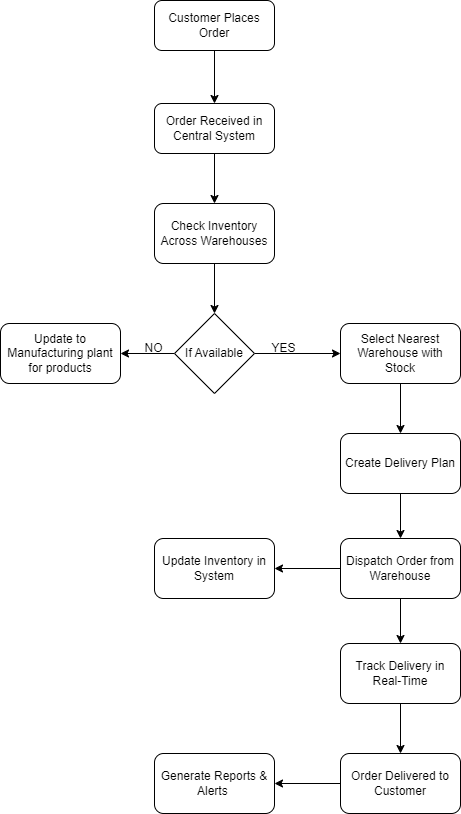 Customer Places
Order
Order Received in
Central System
Check Inventory
Across Warehouses
Update to
Manufacturing plant
for products
NO
If Available
YES
Select Nearest
Warehouse with
Stock
Create Delivery Plan
Update Inventory in
System
Dispatch Order from
Warehouse
Track Delivery in
Real-Time
Generate Reports &
Alerts
Order Delivered to
Customer